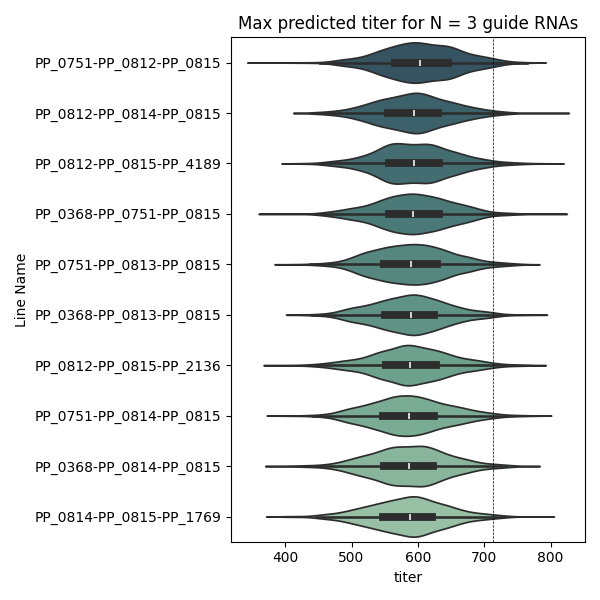 Max predicted titer for N = 3 guide RNAs
PP_0751-PP_0812-PP_0815
PP_0812-PP_0814-PP_0815
PP_0812-PP_0815-PP_4189
PP_0368-PP_0751-PP_0815
PP_0751-PP_0813-PP_0815
PP_0368-PP_0813-PP_0815
PP_0812-PP_0815-PP_2136
PP_0751-PP_0814-PP_0815
PP_0368-PP_0814-PP_0815
PP_0814-PP_0815-PP_1769
Line Name
400 500 600 700 800
titer